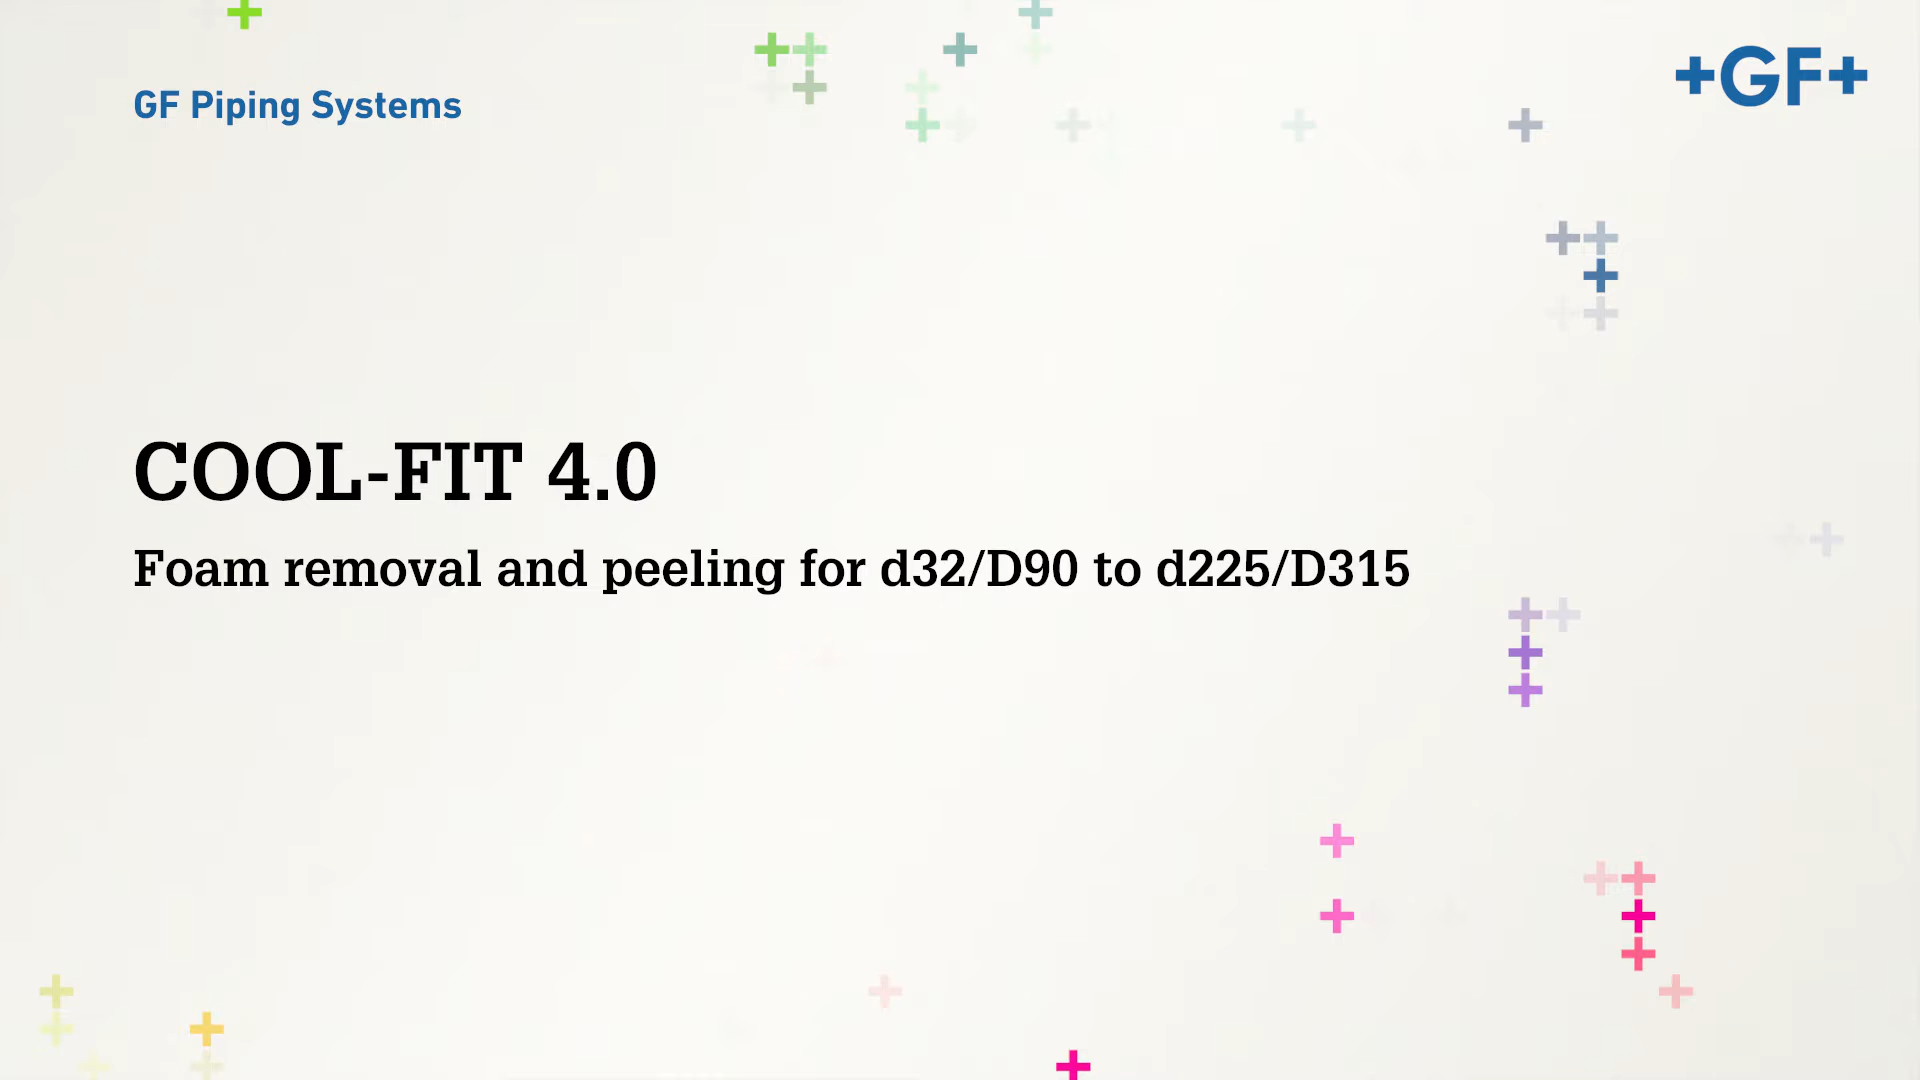 GF Piping Systems
+GF+
COOL-FIT 4.0
Foam removal and peeling for d32/D90 to d225/D315